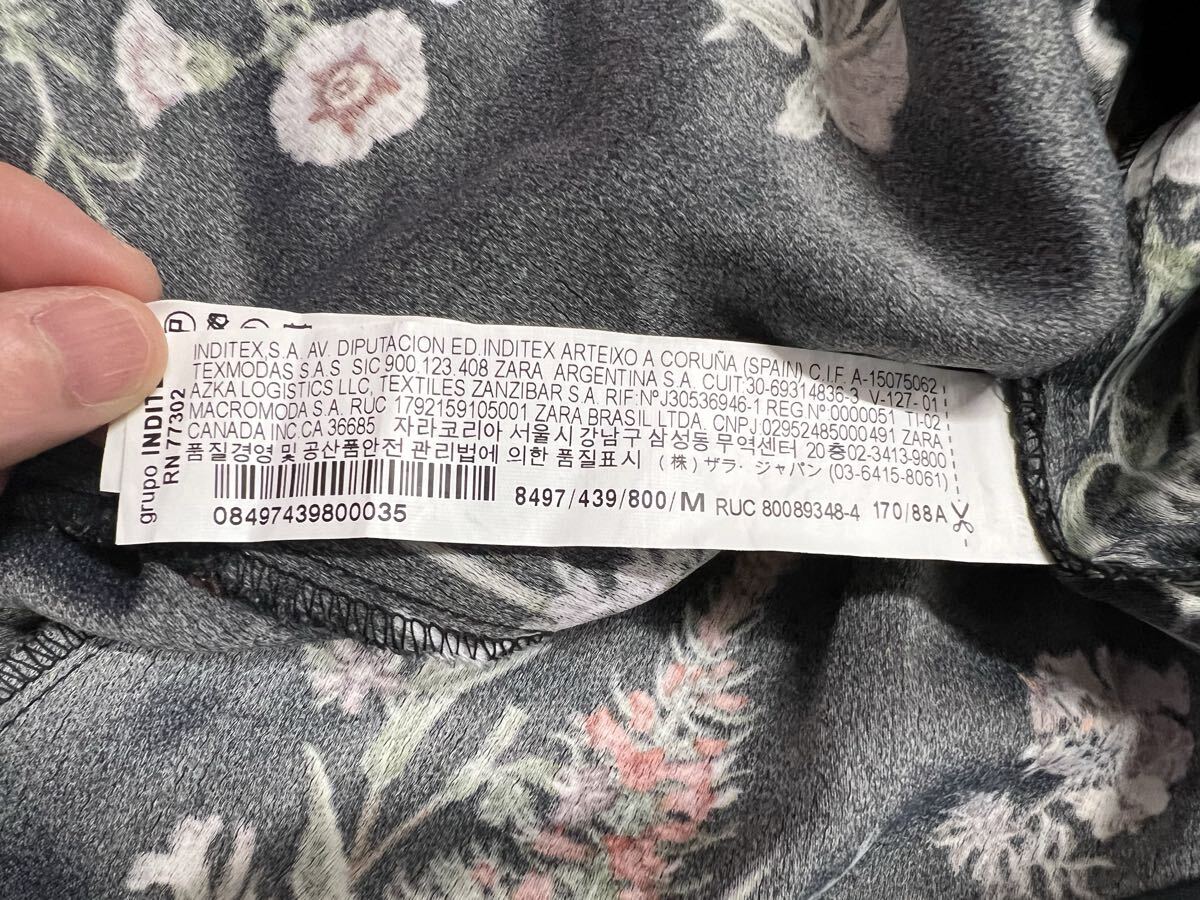 INDITEX,S.A. AV. DIPUTACION ED.INDITEX ARTEIXO A CORUÑA (SPAIN) C.I.F. A-15075062
TEXMODAS S A S SIC 900 123 408 ZARA ARGENTINA S.A. CUIT:30-69314836-3 V-127- 01
AZKA LOGISTICS LLC, TEXTILES ZANZIBAR S.A. RIF:NºJ30536946-1 REG Nº:0000051 TI-02
MACROMODA S.A. RUC 1792159105001 ZARA BRASIL LTDA. CNPJ 02952485000491 ZARA
CANADA INC CA 36685 자라코리아 서울시 강남구 삼성동 무역센터 20층 02-3413-9800
품질경영 및 공산품안전 관리법에 의한 품질표시 (株) ザラ・ジャパン (03-6415-8061)
08497439800035
8497/439/800/M RUC 80089348-4 170/88A
grupo
RN 77302